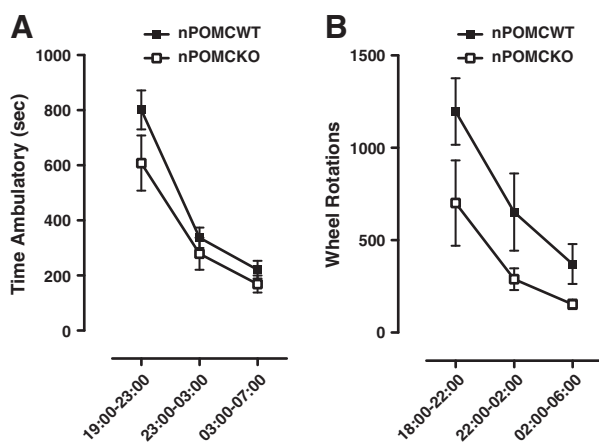 A
nPOMCWT
nPOMCKO
Time Ambulatory (sec)
1000
800
600
400
200
0
19:00-23:00
23:00-03:00
03:00-07:00
B
nPOMCWT
nPOMCKO
Wheel Rotations
1500
1000
500
0
18:00-22:00
22:00-02:00
02:00-06:00